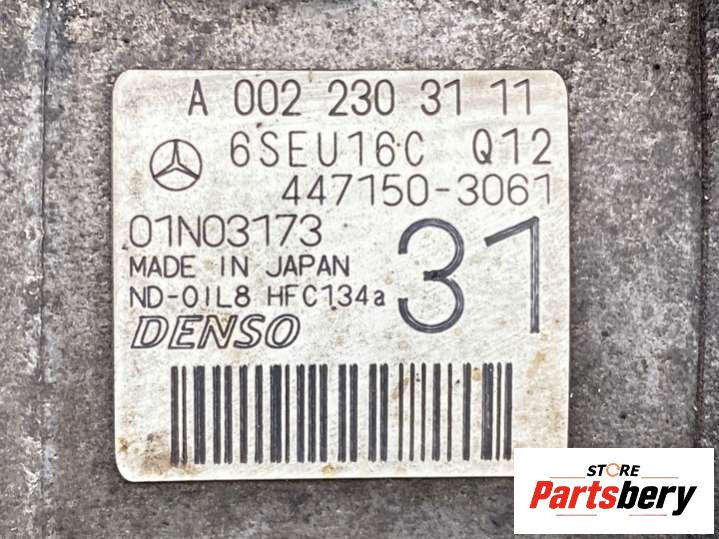 A 002 230 31 11
6SEU16C Q12
447150-3061
01N03173
31
MADE IN JAPAN
ND-OIL8 HFC134a
DENSO
STORE
Partsbery